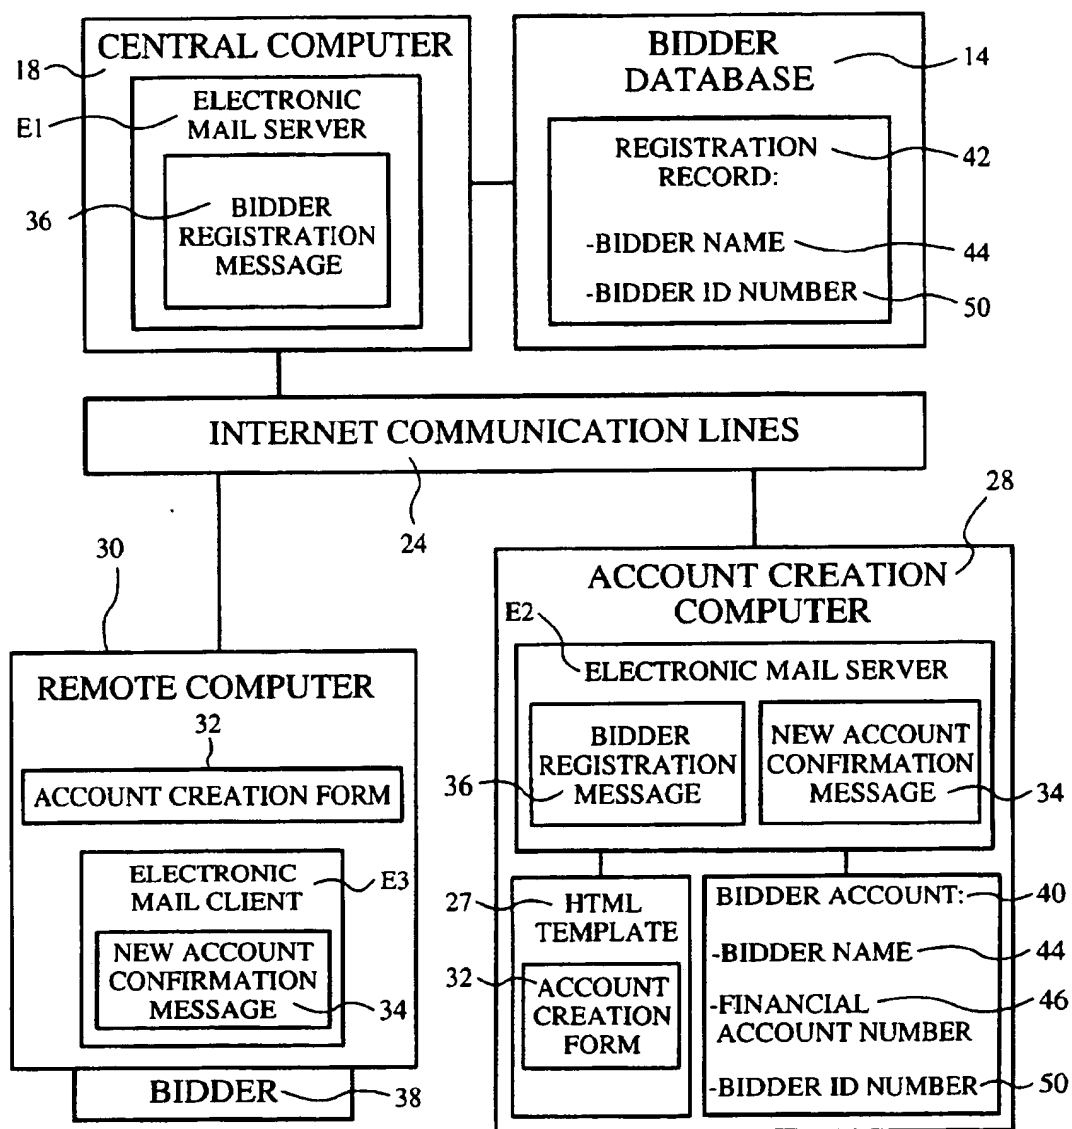 CENTRAL COMPUTER
18
ELECTRONIC
MAIL SERVER
E1
36
BIDDER
REGISTRATION
MESSAGE
BIDDER
DATABASE
14
REGISTRATION
RECORD:
42
-BIDDER NAME
44
-BIDDER ID NUMBER
50
INTERNET COMMUNICATION LINES
24
30
REMOTE COMPUTER
32
ACCOUNT CREATION FORM
ELECTRONIC
MAIL CLIENT
E3
NEW ACCOUNT
CONFIRMATION
MESSAGE
34
BIDDER
38
28
ACCOUNT CREATION
COMPUTER
E2
ELECTRONIC MAIL SERVER
BIDDER
REGISTRATION
MESSAGE
36
NEW ACCOUNT
CONFIRMATION
MESSAGE
34
27
HTML
TEMPLATE
32
ACCOUNT
CREATION
FORM
BIDDER ACCOUNT:
40
-BIDDER NAME
44
-FINANCIAL
ACCOUNT NUMBER
46
-BIDDER ID NUMBER
50